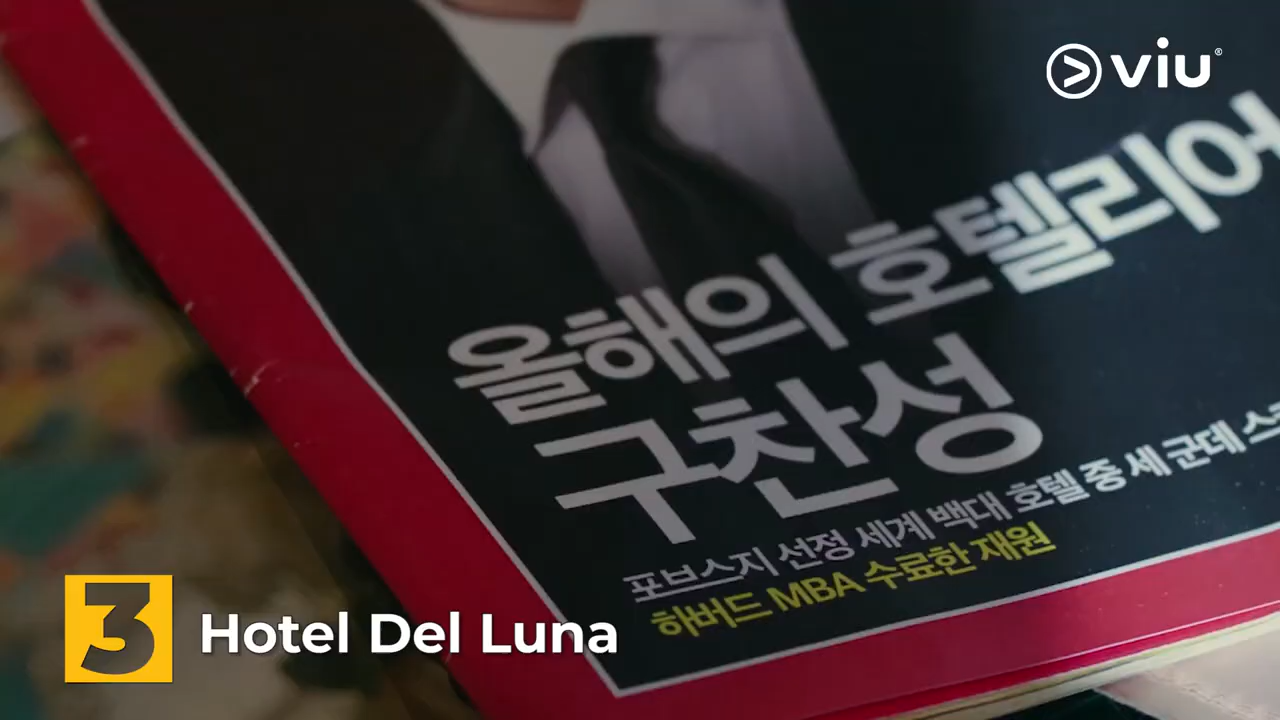 viu
올해의 호텔리어
구찬성
포브스지 선정 세계 백대 호텔 중 세 군데
하버드 MBA 수료한 재원
3 Hotel Del Luna